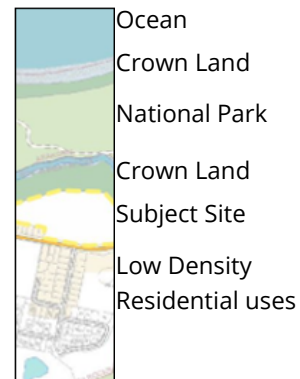 Ocean
Crown Land
National Park
Crown Land
Subject Site
Low Density
Residential uses